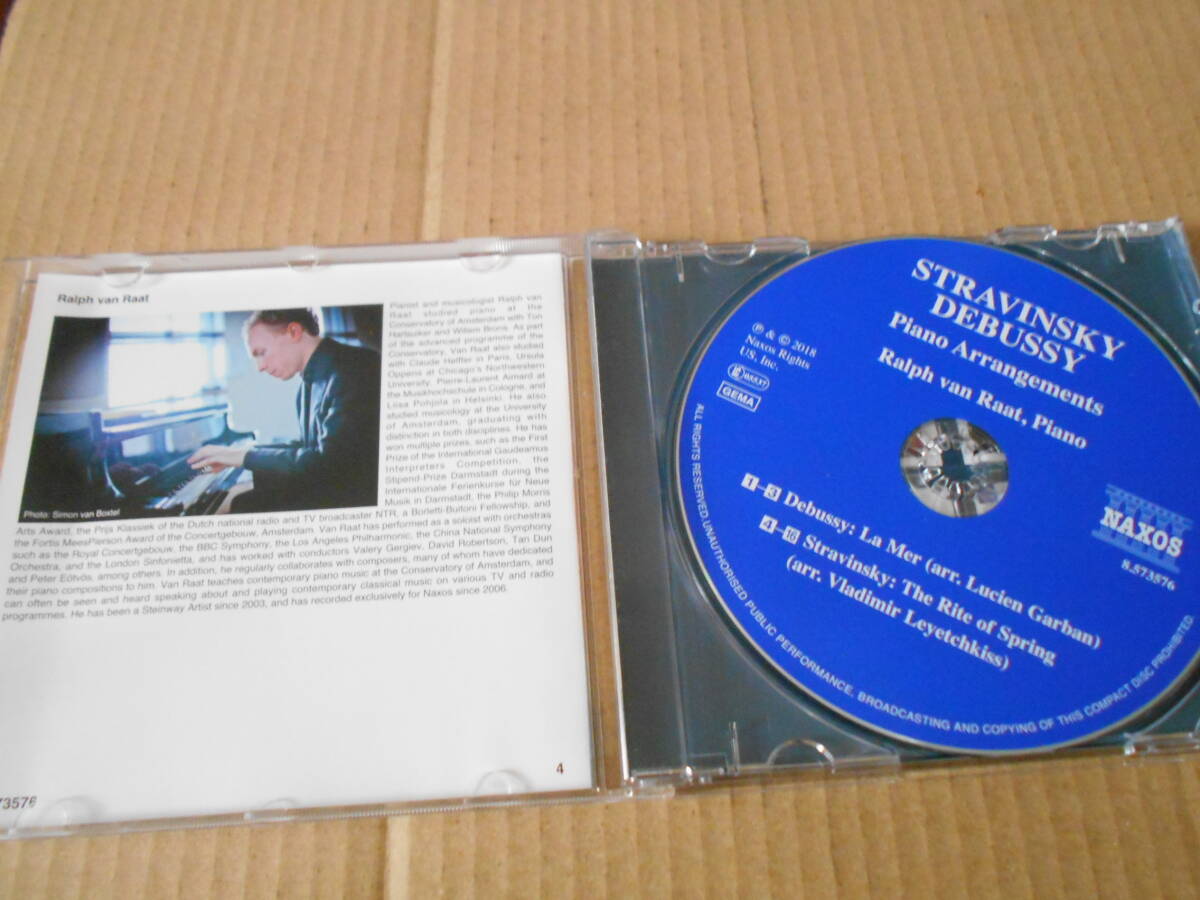 Ralph van Raat
Pianist and musicologist Ralph van
Raat studied piano at the
Conservatory of Amsterdam with Ton
Hartsuiker and Willem Brons. As part
of the advanced programme of the
Conservatory, Van Raat also studied
with Claude Helffer in Paris, Ursula
Oppens at Chicago's Northwestern
University, Pierre-Laurent Aimard at
the Musikhochschule in Cologne, and
Liisa Pohjola in Helsinki. He also
studied musicology at the University
of Amsterdam, graduating with
distinction in both disciplines. He has
won multiple prizes, such as the First
Prize of the International Gaudeamus
Interpreters Competition, the
Stipend-Prize Darmstadt during the
Internationale Ferienkurse für Neue
Musik in Darmstadt, the Philip Morris
Photo: Simon van Boxtel
Arts Award, the Prijs Klassiek of the Dutch national radio and TV broadcaster NTR, a Borletti-Buitoni Fellowship, and
the Fortis MeesPierson Award of the Concertgebouw, Amsterdam. Van Raat has performed as a soloist with orchestras
such as the Royal Concertgebouw, the BBC Symphony, the Los Angeles Philharmonic, the China National Symphony
Orchestra, and the London Sinfonietta, and has worked with conductors Valery Gergiev, David Robertson, Tan Dun
and Peter Eötvös, among others. In addition, he regularly collaborates with composers, many of whom have dedicated
their piano compositions to him. Van Raat teaches contemporary piano music at the Conservatory of Amsterdam, and
can often be seen and heard speaking about and playing contemporary classical music on various TV and radio
programmes. He has been a Steinway Artist since 2003, and has recorded exclusively for Naxos since 2006.
73576
4
STRAVINSKY
DEBUSSY
Piano Arrangements
Ralph van Raat, Piano
℗ & © 2018
Naxos Rights
US, Inc.
GEMA
NAXOS
8.573576
1–3 Debussy: La Mer (arr. Lucien Garban)
4–16 Stravinsky: The Rite of Spring
(arr. Vladimir Leyetchkiss)
ALL RIGHTS RESERVED. UNAUTHORISED PUBLIC PERFORMANCE, BROADCASTING AND COPYING OF THIS COMPACT DISC PROHIBITED